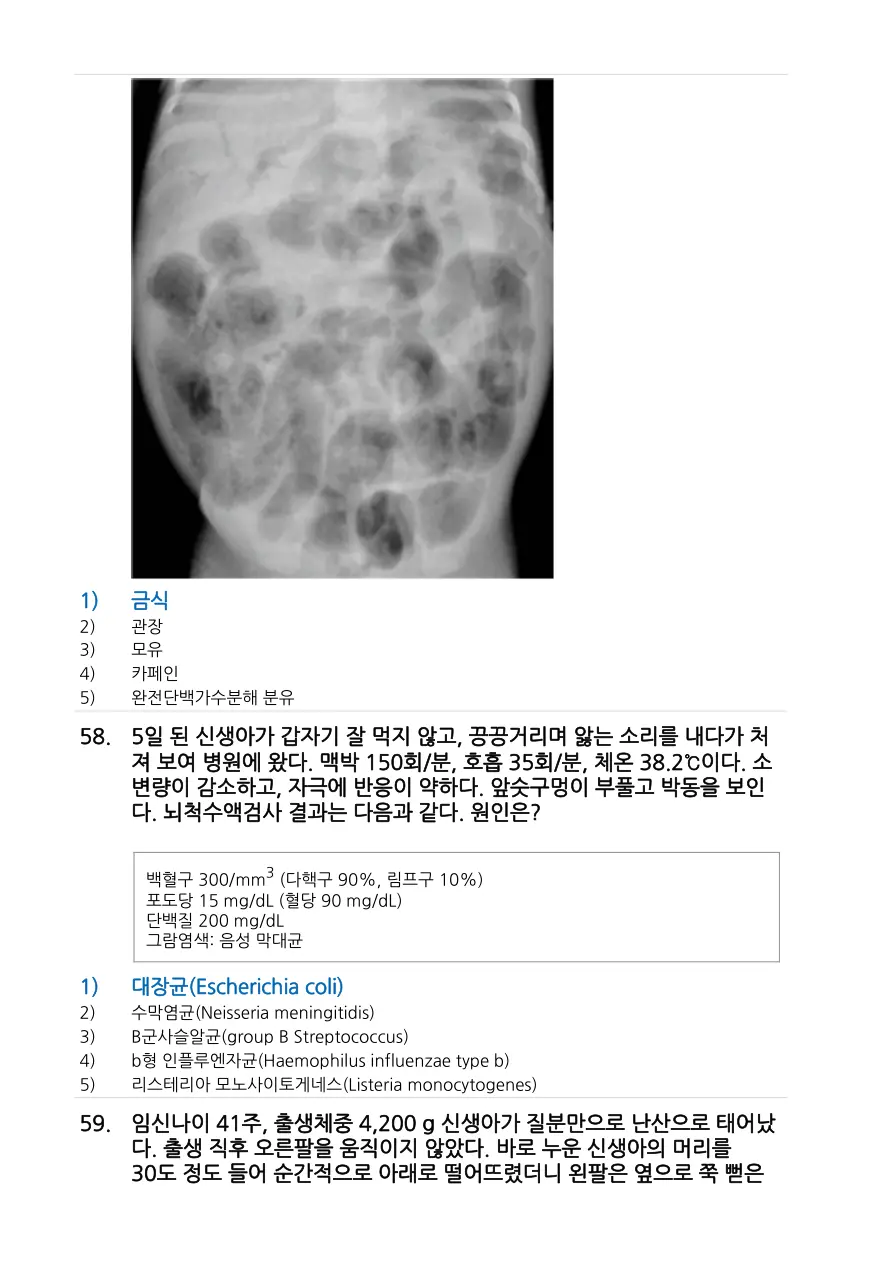 1) 금식
2) 관장
3) 모유
4) 카페인
5) 완전단백가수분해 분유
58. 5일 된 신생아가 갑자기 잘 먹지 않고, 끙끙거리며 앓는 소리를 내다가 처
져 보여 병원에 왔다. 맥박 150회/분, 호흡 35회/분, 체온 38.2℃이다. 소
변량이 감소하고, 자극에 반응이 약하다. 앞숫구멍이 부풀고 박동을 보인
다. 뇌척수액검사 결과는 다음과 같다. 원인은?
백혈구 300/mm³ (다핵구 90%, 림프구 10%)
포도당 15 mg/dL (혈당 90 mg/dL)
단백질 200 mg/dL
그람염색: 음성 막대균
1) 대장균(Escherichia coli)
2) 수막염균(Neisseria meningitidis)
3) B군사슬알균(group B Streptococcus)
4) b형 인플루엔자균(Haemophilus influenzae type b)
5) 리스테리아 모노사이토게네스(Listeria monocytogenes)
59. 임신나이 41주, 출생체중 4,200 g 신생아가 질분만으로 난산으로 태어났
다. 출생 직후 오른팔을 움직이지 않았다. 바로 누운 신생아의 머리를
30도 정도 들어 순간적으로 아래로 떨어뜨렸더니 왼팔은 옆으로 쭉 뻗은